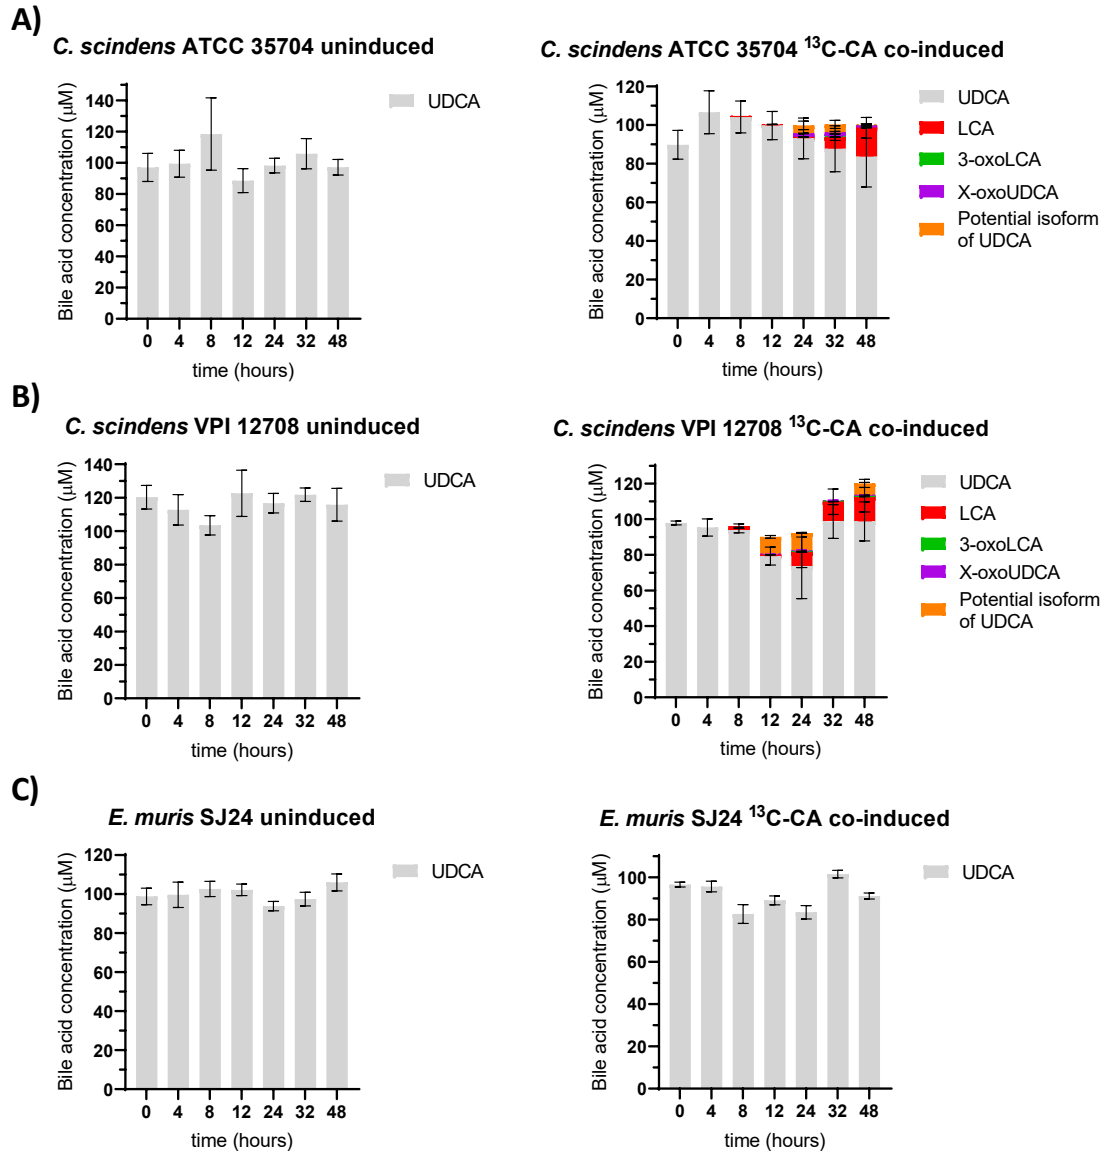 A)
C. scindens ATCC 35704 uninduced
Bile acid concentration (µM)
140
120
100
80
60
40
20
0
0 4 8 12 24 32 48
time (hours)
UDCA
C. scindens ATCC 35704 ¹³C-CA co-induced
Bile acid concentration (µM)
120
100
80
60
40
20
0
0 4 8 12 24 32 48
time (hours)
UDCA
LCA
3-oxoLCA
X-oxoUDCA
Potential isoform
of UDCA
B)
C. scindens VPI 12708 uninduced
Bile acid concentration (µM)
140
120
100
80
60
40
20
0
0 4 8 12 24 32 48
time (hours)
UDCA
C. scindens VPI 12708 ¹³C-CA co-induced
Bile acid concentration (µM)
120
100
80
60
40
20
0
0 4 8 12 24 32 48
time (hours)
UDCA
LCA
3-oxoLCA
X-oxoUDCA
Potential isoform
of UDCA
C)
E. muris SJ24 uninduced
Bile acid concentration (µM)
120
100
80
60
40
20
0
0 4 8 12 24 32 48
time (hours)
UDCA
E. muris SJ24 ¹³C-CA co-induced
Bile acid concentration (µM)
100
80
60
40
20
0
0 4 8 12 24 32 48
time (hours)
UDCA